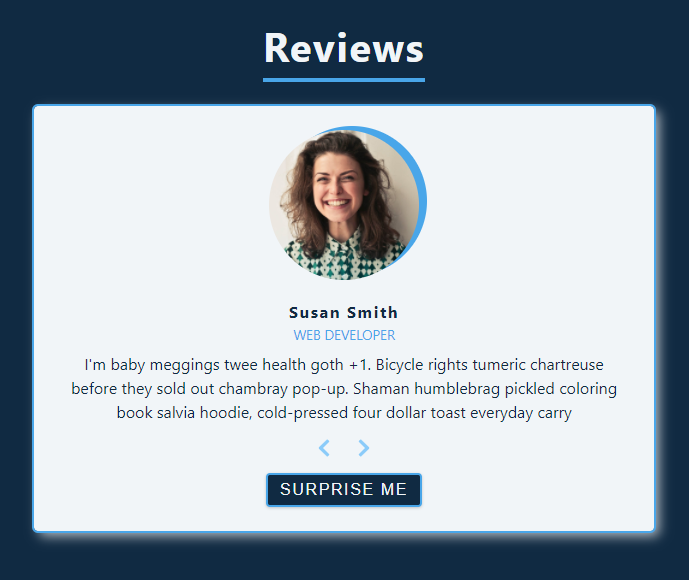 Reviews
Susan Smith
WEB DEVELOPER
I'm baby meggings twee health goth +1. Bicycle rights tumeric chartreuse
before they sold out chambray pop-up. Shaman humblebrag pickled coloring
book salvia hoodie, cold-pressed four dollar toast everyday carry
SURPRISE ME